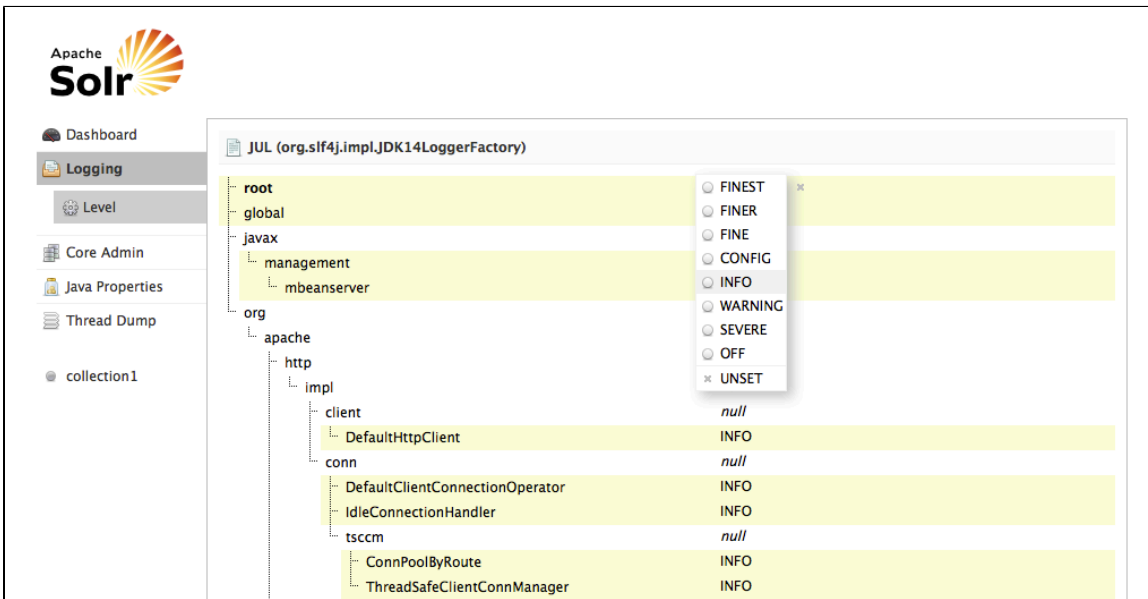 Apache
Solr
Dashboard
Logging
Level
Core Admin
Java Properties
Thread Dump
collection1
JUL (org.slf4j.impl.JDK14LoggerFactory)
root
global
javax
management
mbeanserver
org
apache
http
impl
FINEST
FINER
FINE
CONFIG
INFO
WARNING
SEVERE
OFF
UNSET
client null
DefaultHttpClient INFO
conn null
DefaultClientConnectionOperator INFO
IdleConnectionHandler INFO
tsccm null
ConnPoolByRoute INFO
ThreadSafeClientConnManager INFO